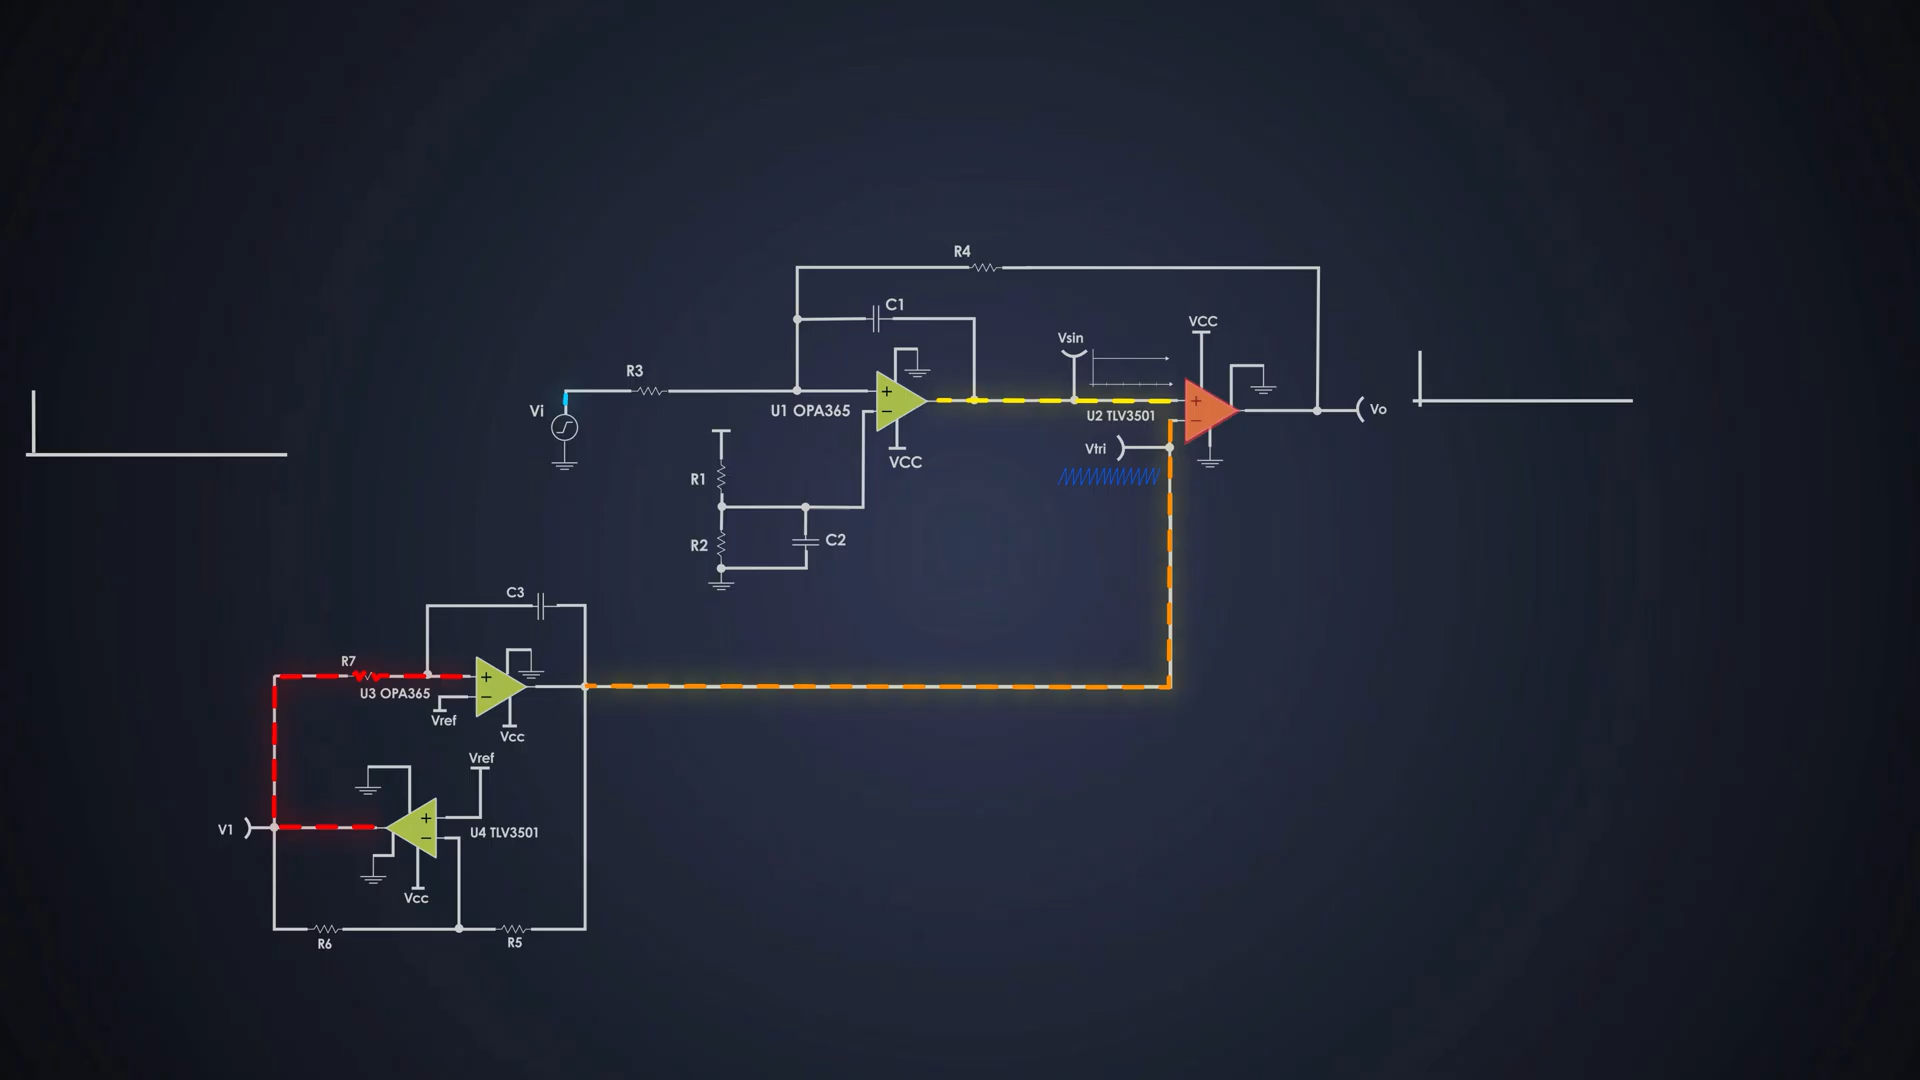 R4
C1
Vsin
VCC
R3
Vi
+
−
U1 OPA365
+
−
U2 TLV3501
Vo
VCC
Vtri
R1
R2
C2
C3
R7
+
−
U3 OPA365
Vref
Vcc
Vref
+
−
U4 TLV3501
V1
Vcc
R6
R5